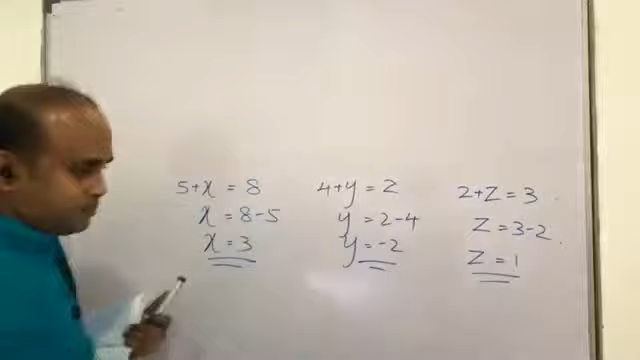 5+x = 8
x = 8-5
x = 3
4+y = 2
y = 2-4
y = -2
2+z = 3
z = 3-2
z = 1